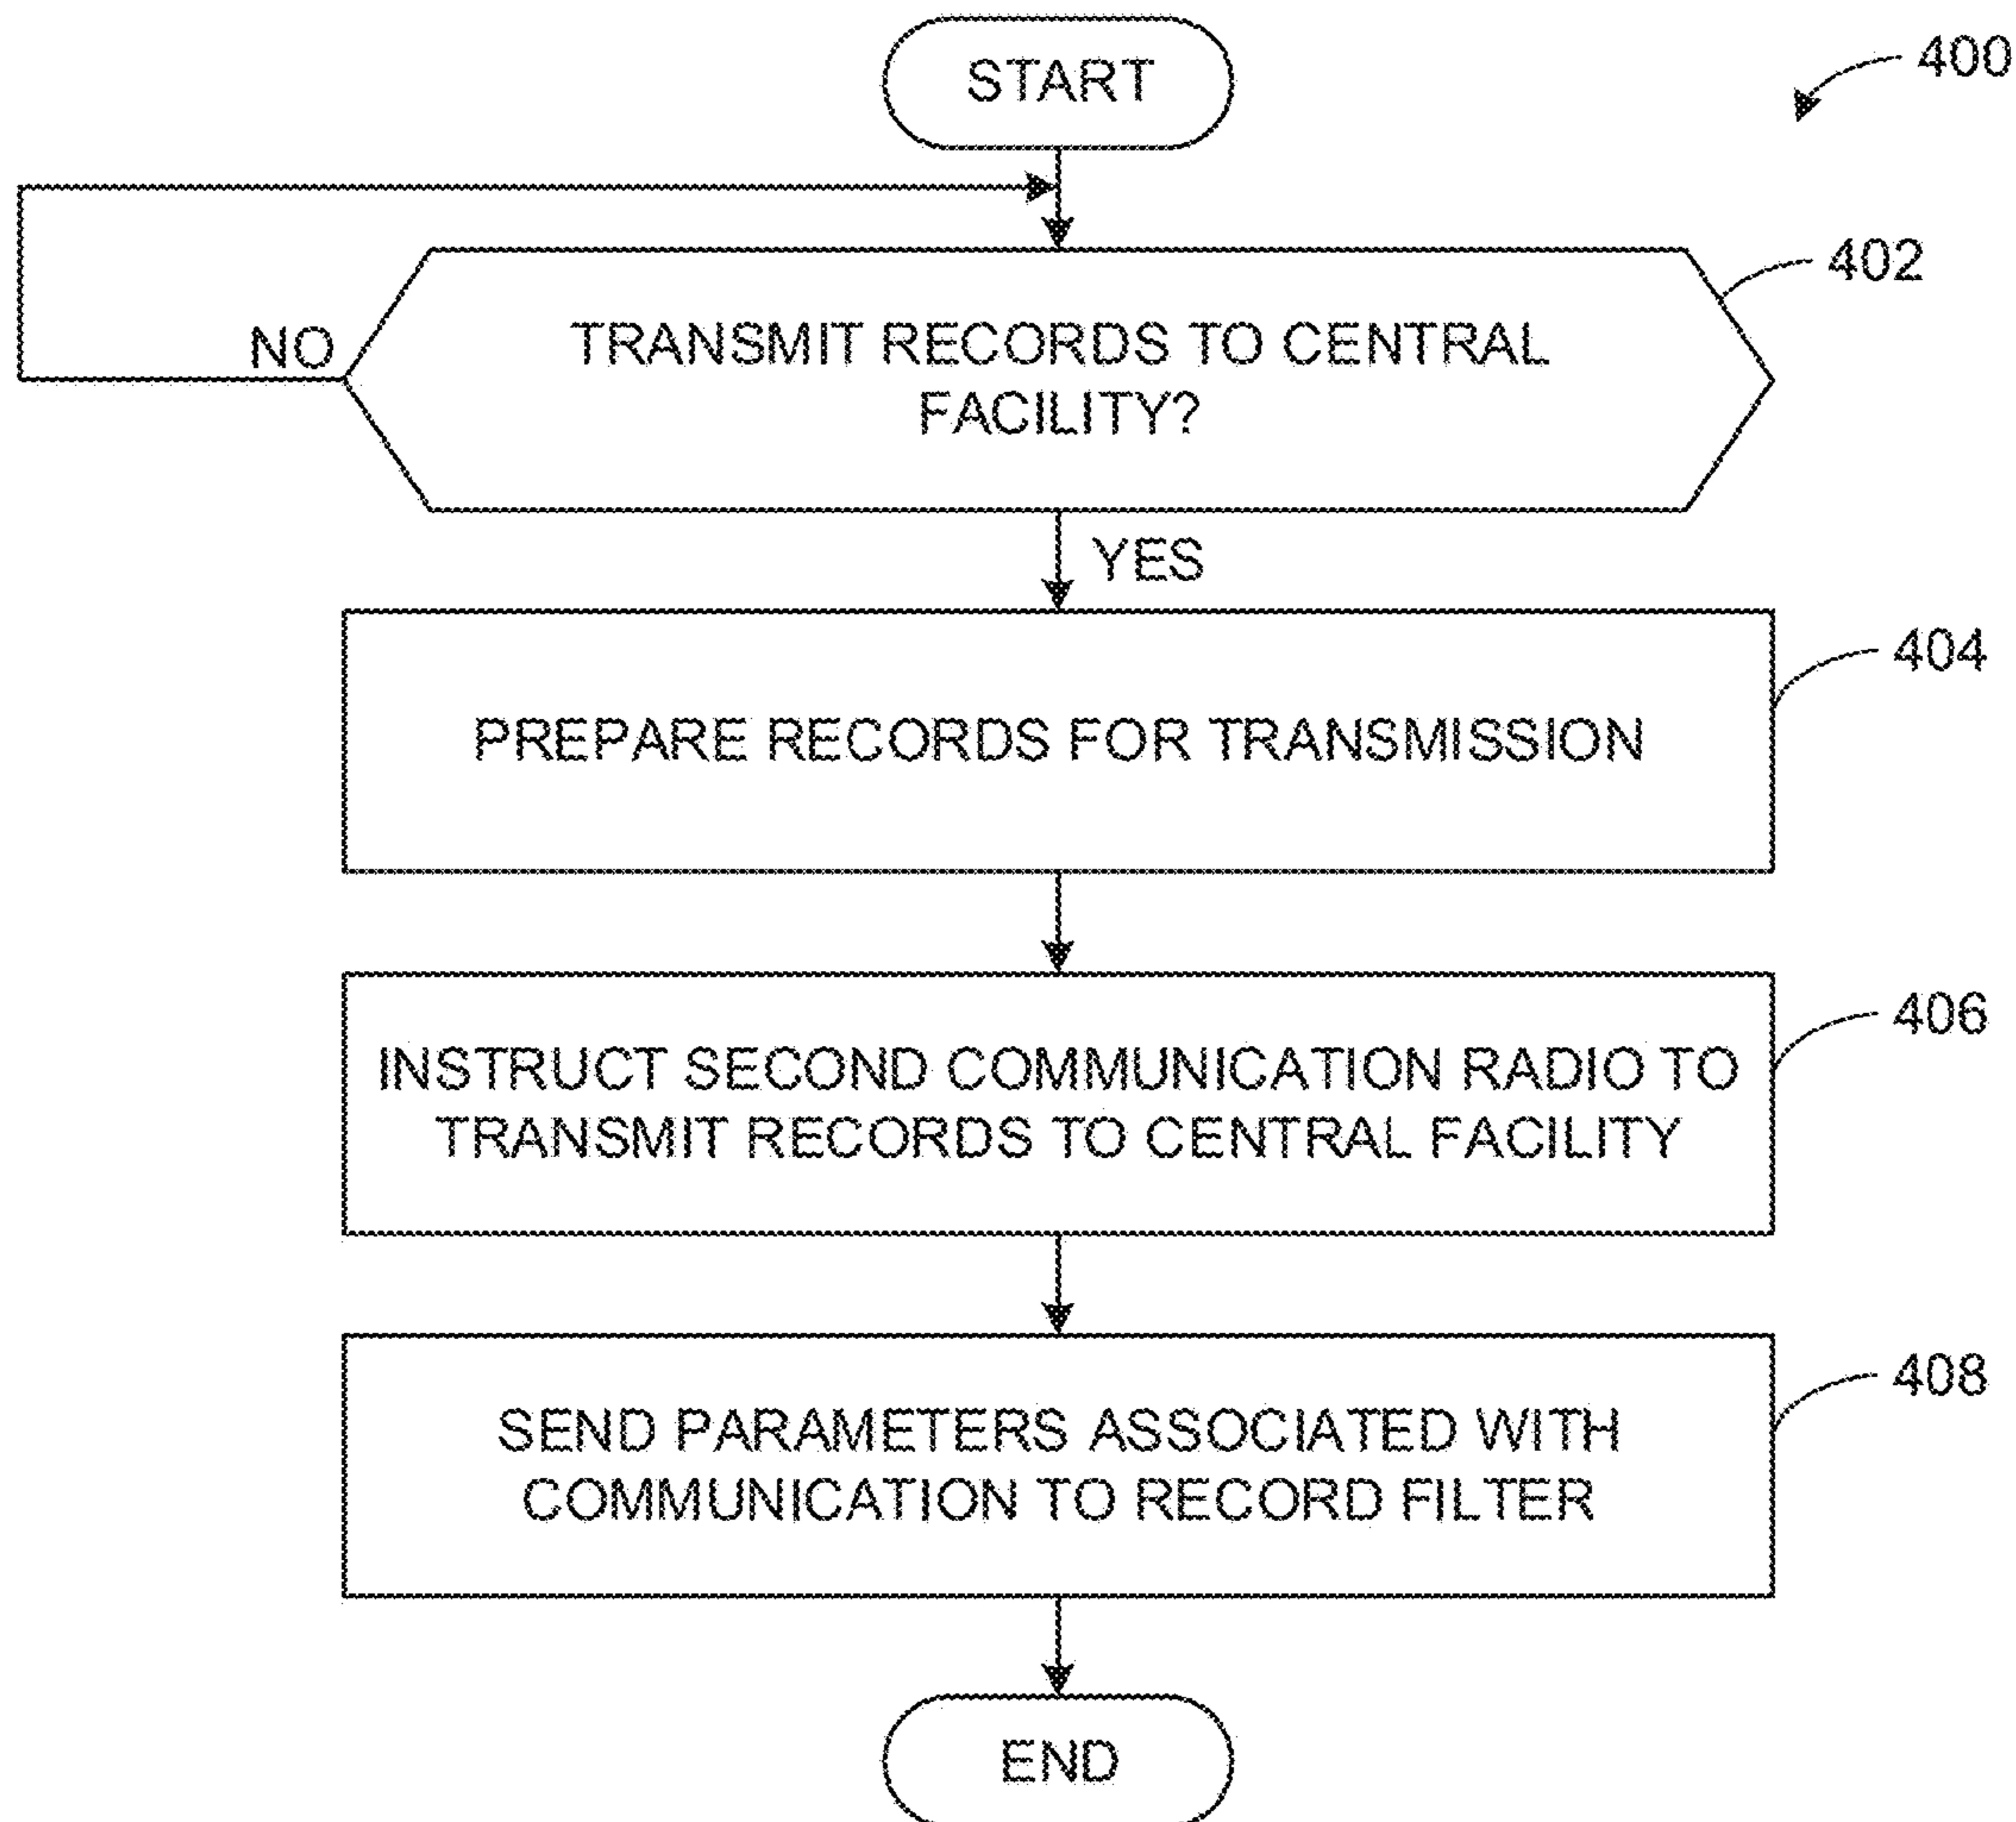 START
400
402
NO
TRANSMIT RECORDS TO CENTRAL
FACILITY?
YES
404
PREPARE RECORDS FOR TRANSMISSION
406
INSTRUCT SECOND COMMUNICATION RADIO TO
TRANSMIT RECORDS TO CENTRAL FACILITY
408
SEND PARAMETERS ASSOCIATED WITH
COMMUNICATION TO RECORD FILTER
END